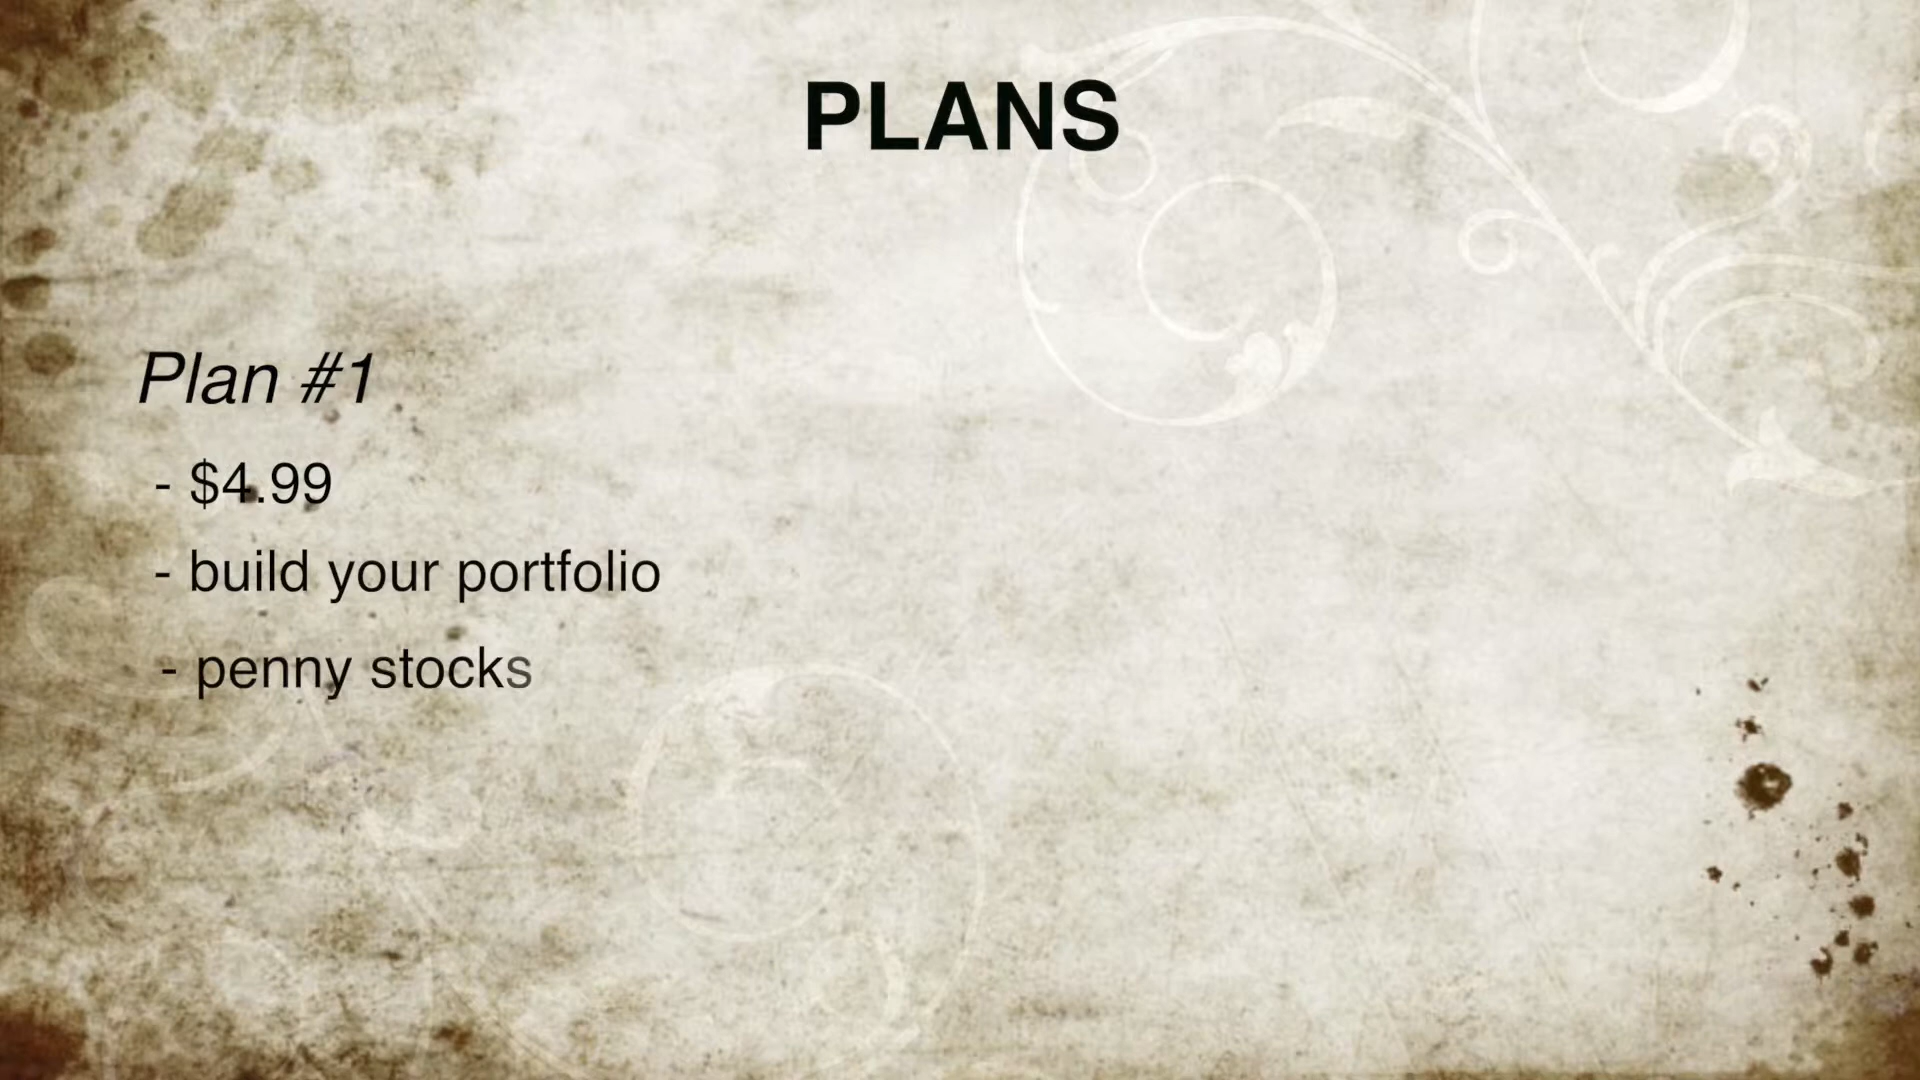 PLANS
Plan #1
- $4.99
- build your portfolio
- penny stocks